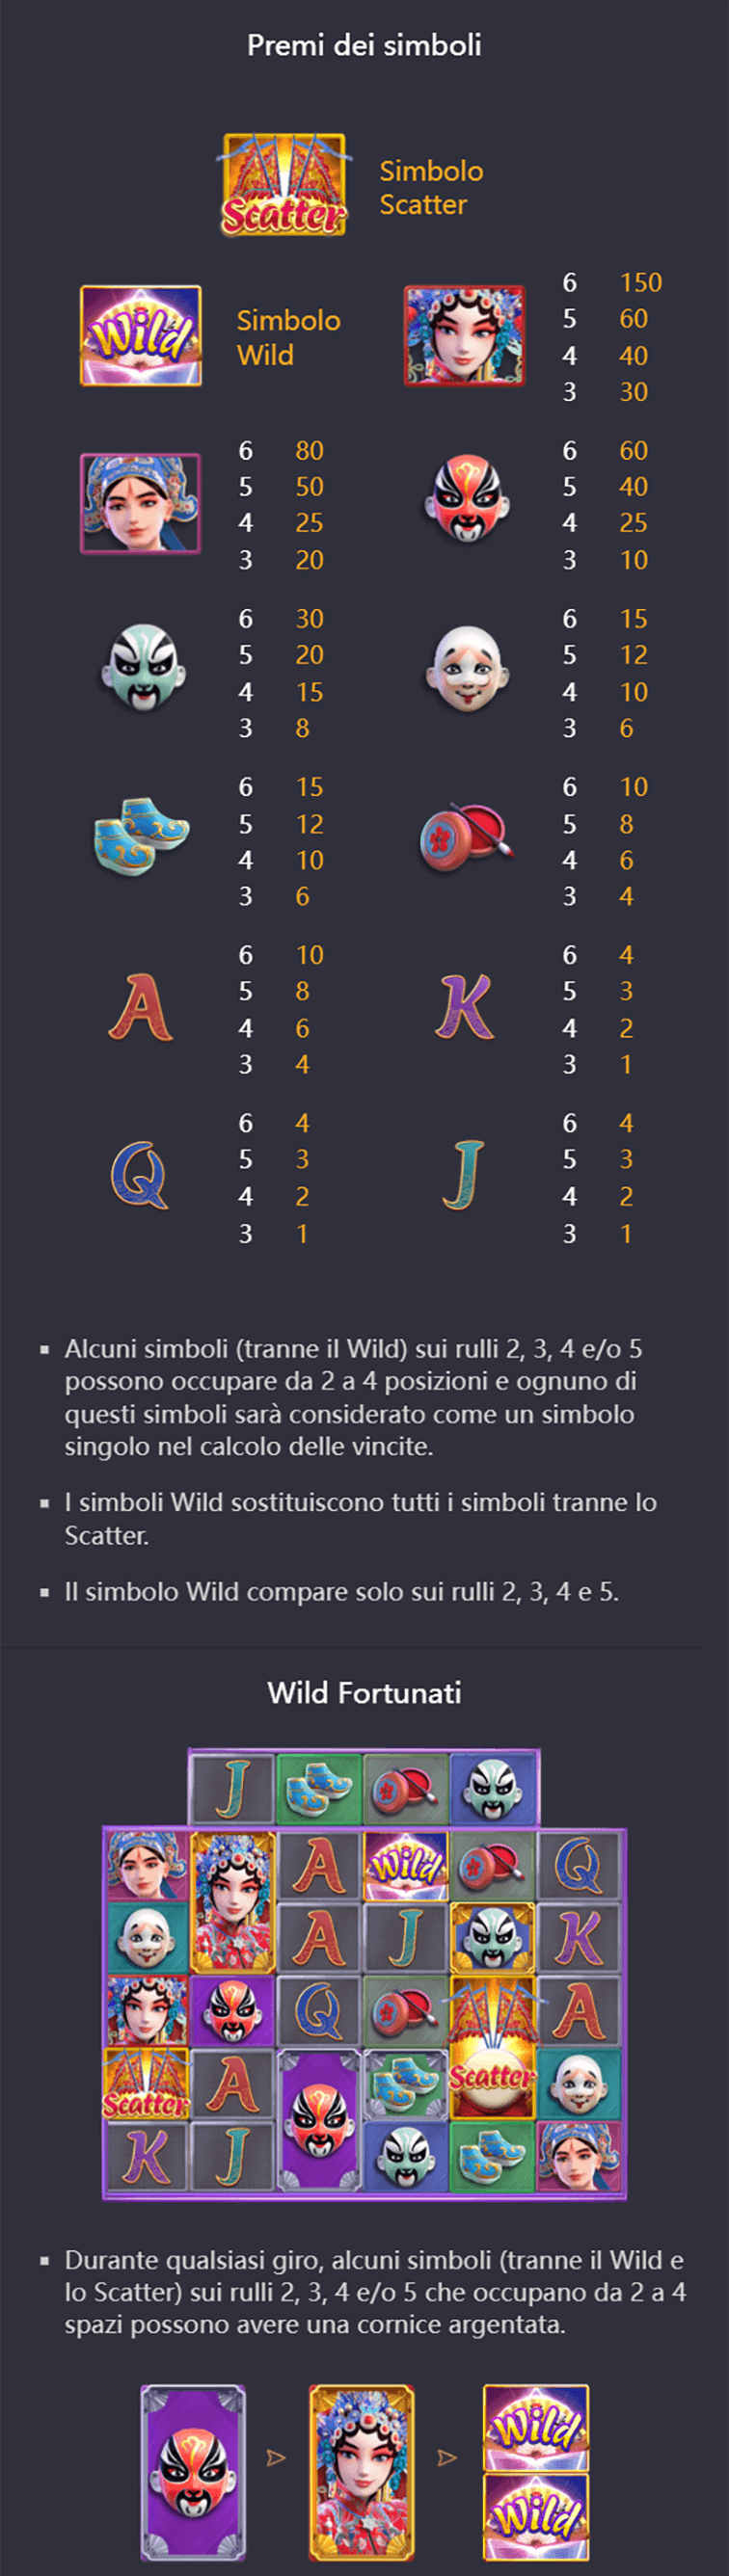 Premi dei simboli
Scatter
Simbolo
Scatter
Wild
Simbolo
Wild
6 150
5 60
4 40
3 30
6 80
5 50
4 25
3 20
6 60
5 40
4 25
3 10
6 30
5 20
4 15
3 8
6 15
5 12
4 10
3 6
6 15
5 12
4 10
3 6
6 10
5 8
4 6
3 4
A
6 10
5 8
4 6
3 4
K
6 4
5 3
4 2
3 1
Q
6 4
5 3
4 2
3 1
J
6 4
5 3
4 2
3 1
▪ Alcuni simboli (tranne il Wild) sui rulli 2, 3, 4 e/o 5
possono occupare da 2 a 4 posizioni e ognuno di
questi simboli sarà considerato come un simbolo
singolo nel calcolo delle vincite.
▪ I simboli Wild sostituiscono tutti i simboli tranne lo
Scatter.
▪ Il simbolo Wild compare solo sui rulli 2, 3, 4 e 5.
Wild Fortunati
J
A Wild Q
A J K
Q A
Scatter A Scatter
K J
▪ Durante qualsiasi giro, alcuni simboli (tranne il Wild e
lo Scatter) sui rulli 2, 3, 4 e/o 5 che occupano da 2 a 4
spazi possono avere una cornice argentata.
Wild
Wild